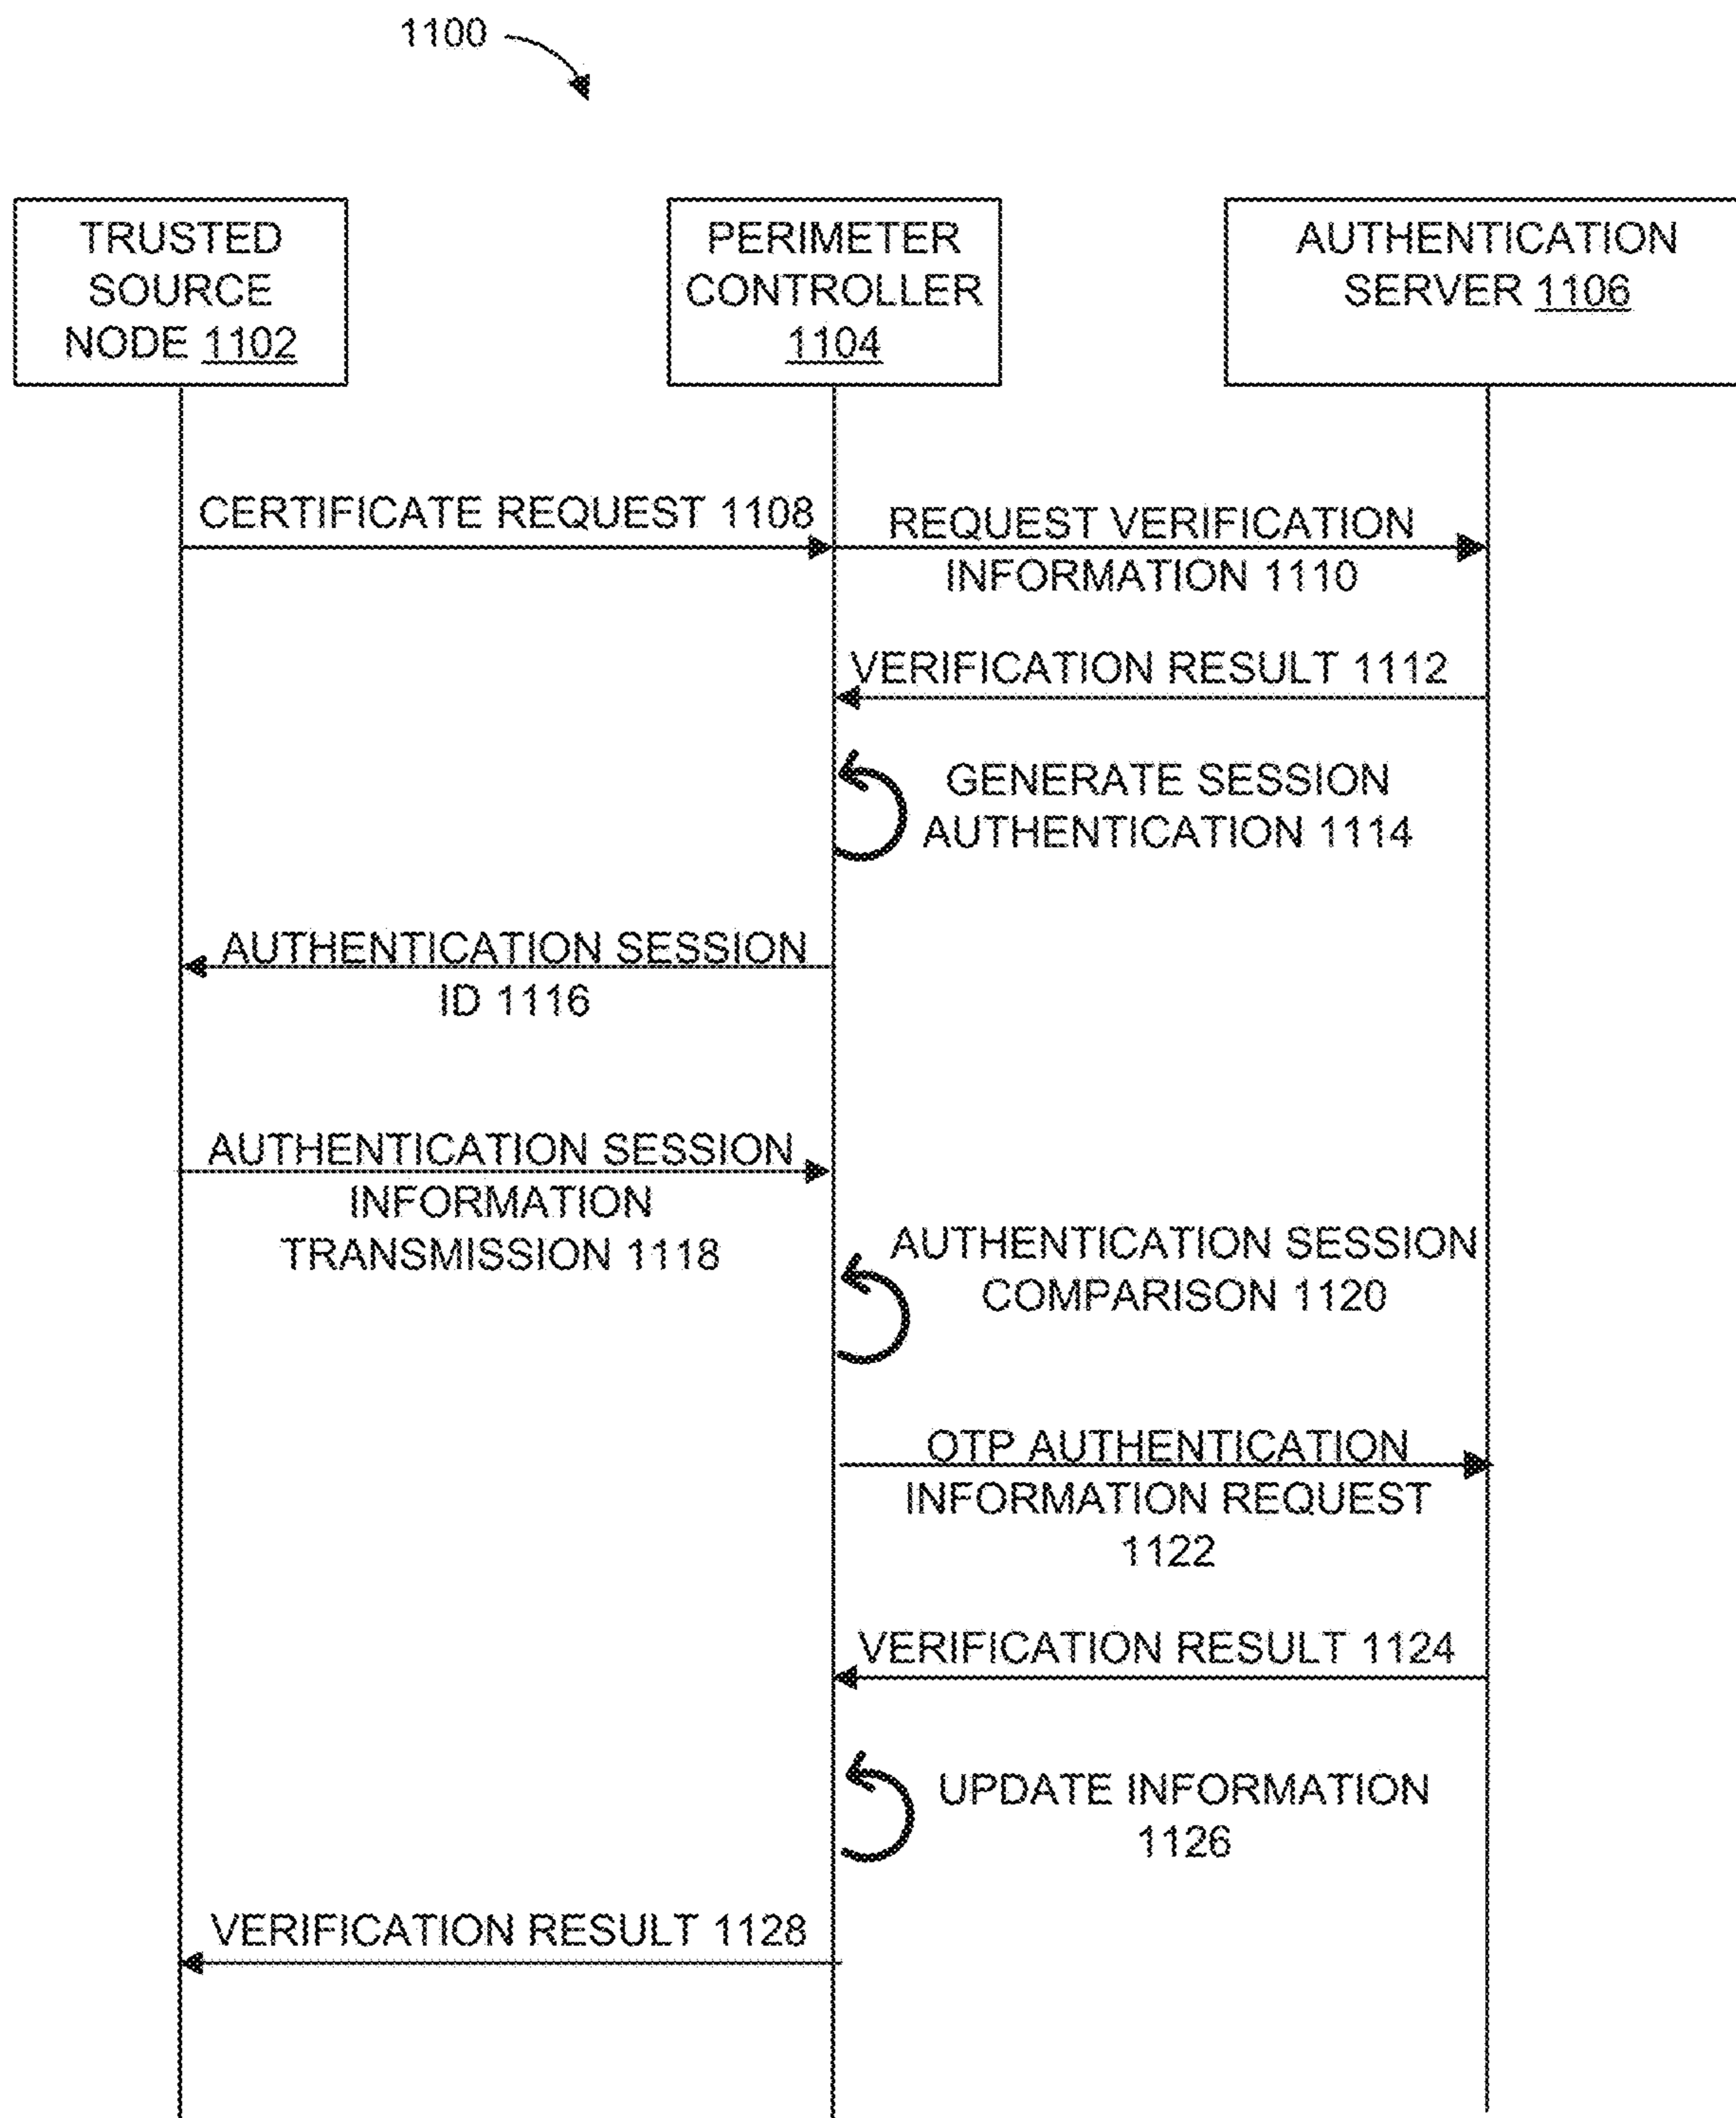 1100
TRUSTED
SOURCE
NODE 1102
PERIMETER
CONTROLLER
1104
AUTHENTICATION
SERVER 1106
CERTIFICATE REQUEST 1108
REQUEST VERIFICATION
INFORMATION 1110
VERIFICATION RESULT 1112
GENERATE SESSION
AUTHENTICATION 1114
AUTHENTICATION SESSION
ID 1116
AUTHENTICATION SESSION
INFORMATION
TRANSMISSION 1118
AUTHENTICATION SESSION
COMPARISON 1120
OTP AUTHENTICATION
INFORMATION REQUEST
1122
VERIFICATION RESULT 1124
UPDATE INFORMATION
1126
VERIFICATION RESULT 1128